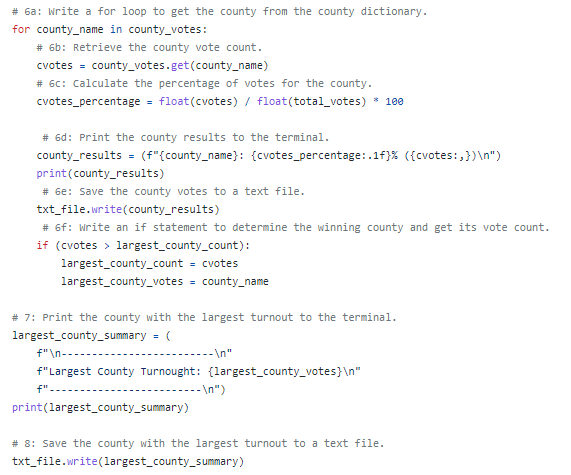 # 6a: Write a for loop to get the county from the county dictionary.
for county_name in county_votes:
    # 6b: Retrieve the county vote count.
    cvotes = county_votes.get(county_name)
    # 6c: Calculate the percentage of votes for the county.
    cvotes_percentage = float(cvotes) / float(total_votes) * 100

     # 6d: Print the county results to the terminal.
    county_results = (f"{county_name}: {cvotes_percentage:.1f}% ({cvotes:,})\n")
    print(county_results)
     # 6e: Save the county votes to a text file.
    txt_file.write(county_results)
     # 6f: Write an if statement to determine the winning county and get its vote count.
    if (cvotes > largest_county_count):
        largest_county_count = cvotes
        largest_county_votes = county_name

# 7: Print the county with the largest turnout to the terminal.
largest_county_summary = (
    f"\n-------------------------\n"
    f"Largest County Turnought: {largest_county_votes}\n"
    f"-------------------------\n")
print(largest_county_summary)

# 8: Save the county with the largest turnout to a text file.
txt_file.write(largest_county_summary)